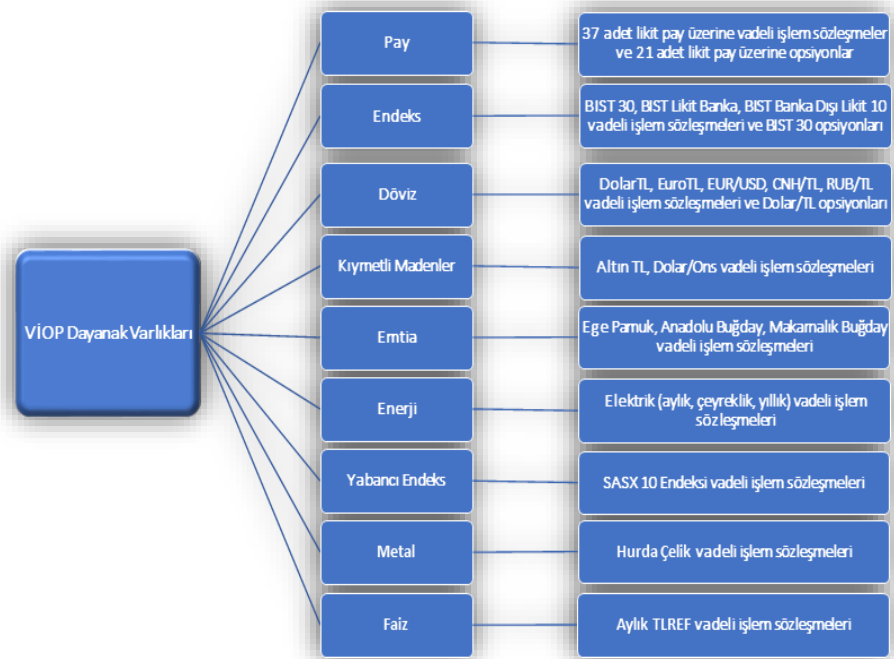 VİOP Dayanak Varlıkları
Pay
37 adet likit pay üzerine vadeli işlem sözleşmeler
ve 21 adet likit pay üzerine opsiyonlar
Endeks
BIST 30, BIST Likit Banka, BIST Banka Dışı Likit 10
vadeli işlem sözleşmeleri ve BIST 30 opsiyonları
Döviz
DolarTL, EuroTL, EUR/USD, CNH/TL, RUB/TL
vadeli işlem sözleşmeleri ve Dolar/TL opsiyonları
Kıymetli Madenler
Altın TL, Dolar/Ons vadeli işlem sözleşmeleri
Emtia
Ege Pamuk, Anadolu Buğday, Makarnalık Buğday
vadeli işlem sözleşmeleri
Enerji
Elektrik (aylık, çeyreklik, yıllık) vadeli işlem
sözleşmeleri
Yabancı Endeks
SASX 10 Endeksi vadeli işlem sözleşmeleri
Metal
Hurda Çelik vadeli işlem sözleşmeleri
Faiz
Aylık TLREF vadeli işlem sözleşmeleri